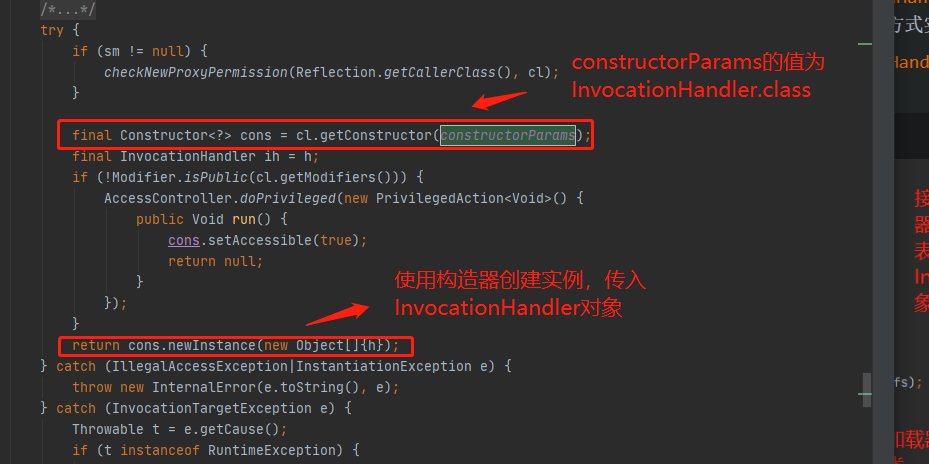 /*...*/
try {
if (sm != null) {
checkNewProxyPermission(Reflection.getCallerClass(), cl);
}
constructorParams的值为
InvocationHandler.class
final Constructor<?> cons = cl.getConstructor(constructorParams);
final InvocationHandler ih = h;
if (!Modifier.isPublic(cl.getModifiers())) {
AccessController.doPrivileged(new PrivilegedAction<Void>() {
public Void run() {
cons.setAccessible(true);
return null;
}
});
}
使用构造器创建实例，传入
InvocationHandler对象
return cons.newInstance(new Object[]{h});
} catch (IllegalAccessException|InstantiationException e) {
throw new InternalError(e.toString(), e);
} catch (InvocationTargetException e) {
Throwable t = e.getCause();
if (t instanceof RuntimeException) {
方式
Hand
接
器
表
In
象
fs);
加载